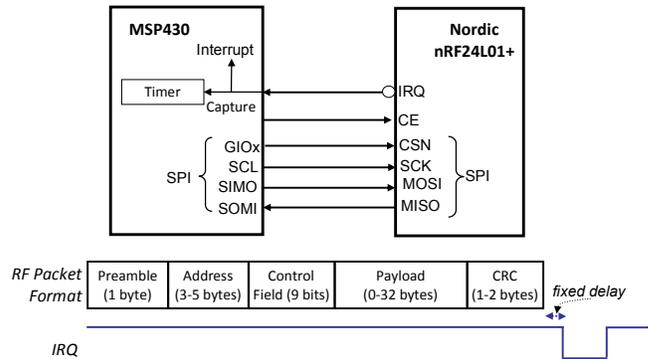 MSP430
Nordic
nRF24L01+
Interrupt
Timer
Capture
IRQ
CE
GIOx
CSN
SCL
SCK
SPI
SPI
SIMO
MOSI
SOMI
MISO
RF Packet
Format
Preamble
(1 byte)
Address
(3-5 bytes)
Control
Field (9 bits)
Payload
(0-32 bytes)
CRC
(1-2 bytes)
fixed delay
IRQ